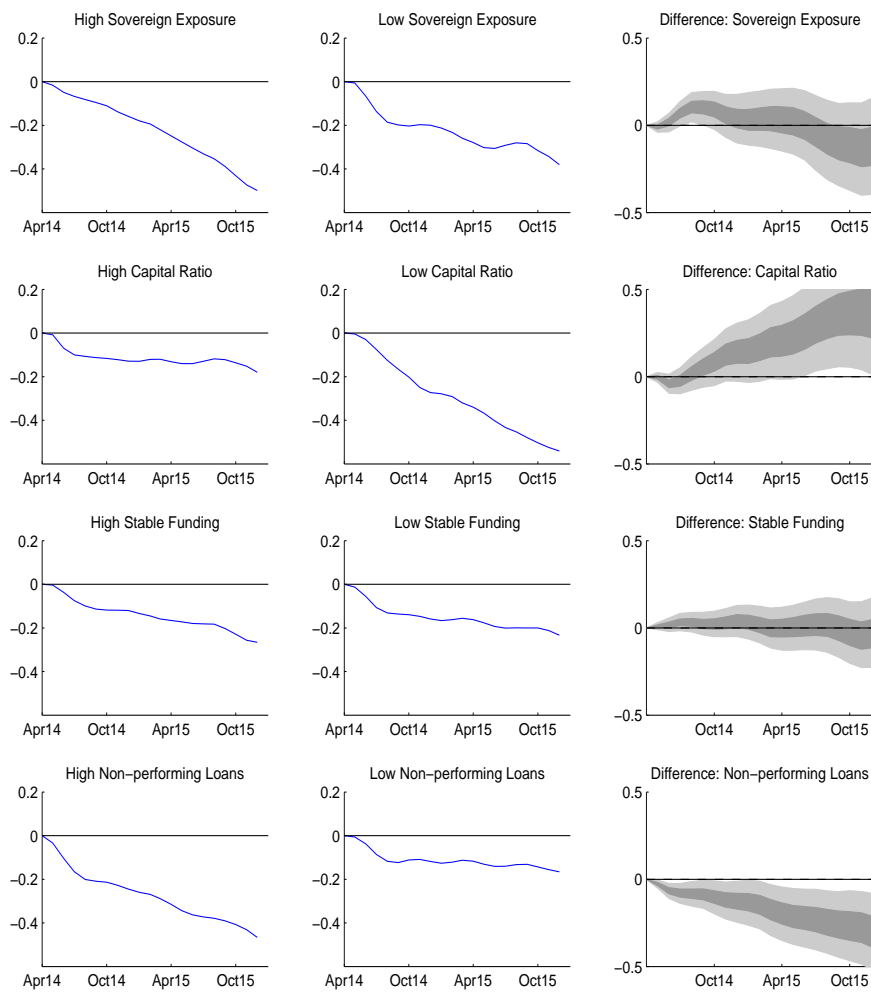 High Sovereign Exposure
0.2
0
−0.2
−0.4
Apr14 Oct14 Apr15 Oct15
Low Sovereign Exposure
0.2
0
−0.2
−0.4
Apr14 Oct14 Apr15 Oct15
Difference: Sovereign Exposure
0.5
0
−0.5
Oct14 Apr15 Oct15
High Capital Ratio
0.2
0
−0.2
−0.4
Apr14 Oct14 Apr15 Oct15
Low Capital Ratio
0.2
0
−0.2
−0.4
Apr14 Oct14 Apr15 Oct15
Difference: Capital Ratio
0.5
0
−0.5
Oct14 Apr15 Oct15
High Stable Funding
0.2
0
−0.2
−0.4
Apr14 Oct14 Apr15 Oct15
Low Stable Funding
0.2
0
−0.2
−0.4
Apr14 Oct14 Apr15 Oct15
Difference: Stable Funding
0.5
0
−0.5
Oct14 Apr15 Oct15
High Non−performing Loans
0.2
0
−0.2
−0.4
Apr14 Oct14 Apr15 Oct15
Low Non−performing Loans
0.2
0
−0.2
−0.4
Apr14 Oct14 Apr15 Oct15
Difference: Non−performing Loans
0.5
0
−0.5
Oct14 Apr15 Oct15